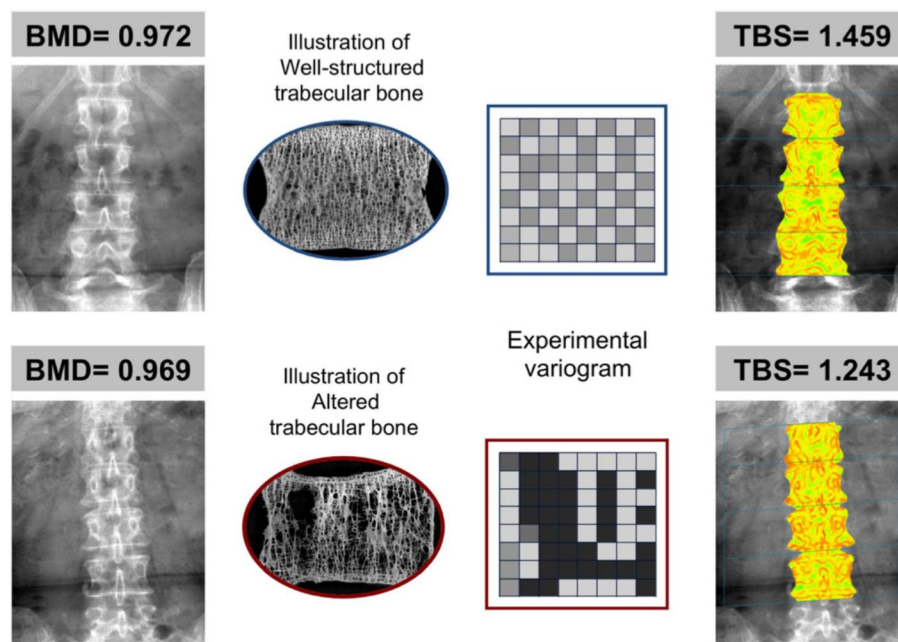 BMD= 0.972
Illustration of
Well-structured
trabecular bone
TBS= 1.459
BMD= 0.969
Illustration of
Altered
trabecular bone
Experimental
variogram
TBS= 1.243